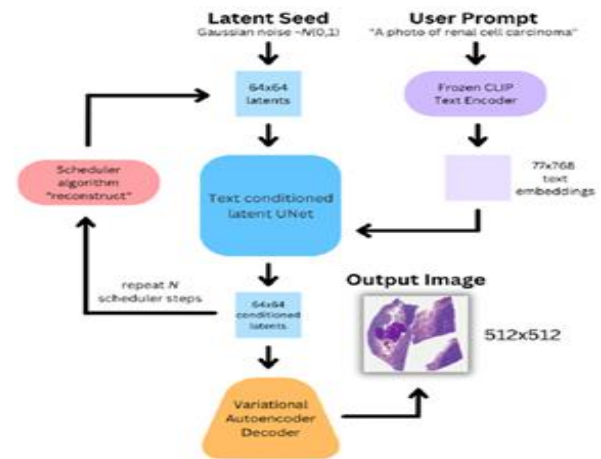 Latent Seed
Gaussian noise ~N(0,1)
User Prompt
"A photo of renal cell carcinoma"
64x64
latents
Frozen CLIP
Text Encoder
Scheduler
algorithm
"reconstruct"
Text conditioned
latent UNet
77x768
text
embeddings
repeat N
scheduler steps
64x64
conditioned
latents
Output Image
512x512
Variational
Autoencoder
Decoder